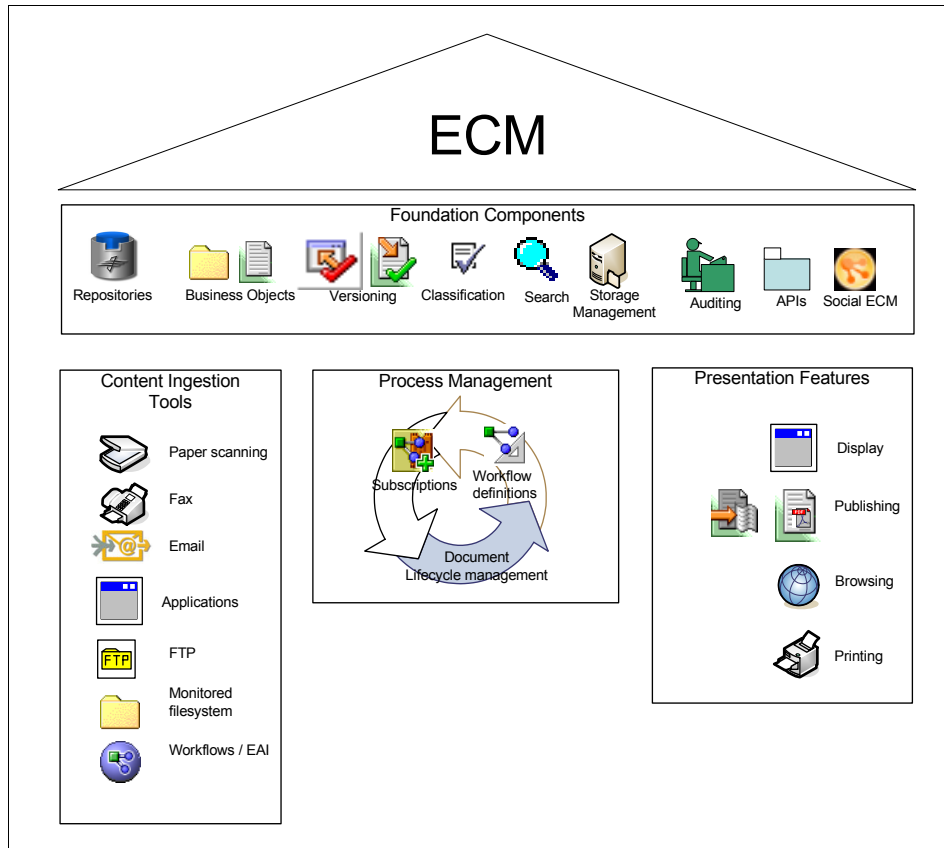 ECM
Foundation Components
Repositories
Business Objects
Versioning
Classification
Search
Storage
Management
Auditing
APIs
Social ECM
Content Ingestion
Tools
Paper scanning
Fax
Email
Applications
FTP
FTP
Monitored
filesystem
Workflows / EAI
Process Management
Subscriptions
Workflow
definitions
Document
Lifecycle management
Presentation Features
Display
Publishing
PDF
Browsing
Printing